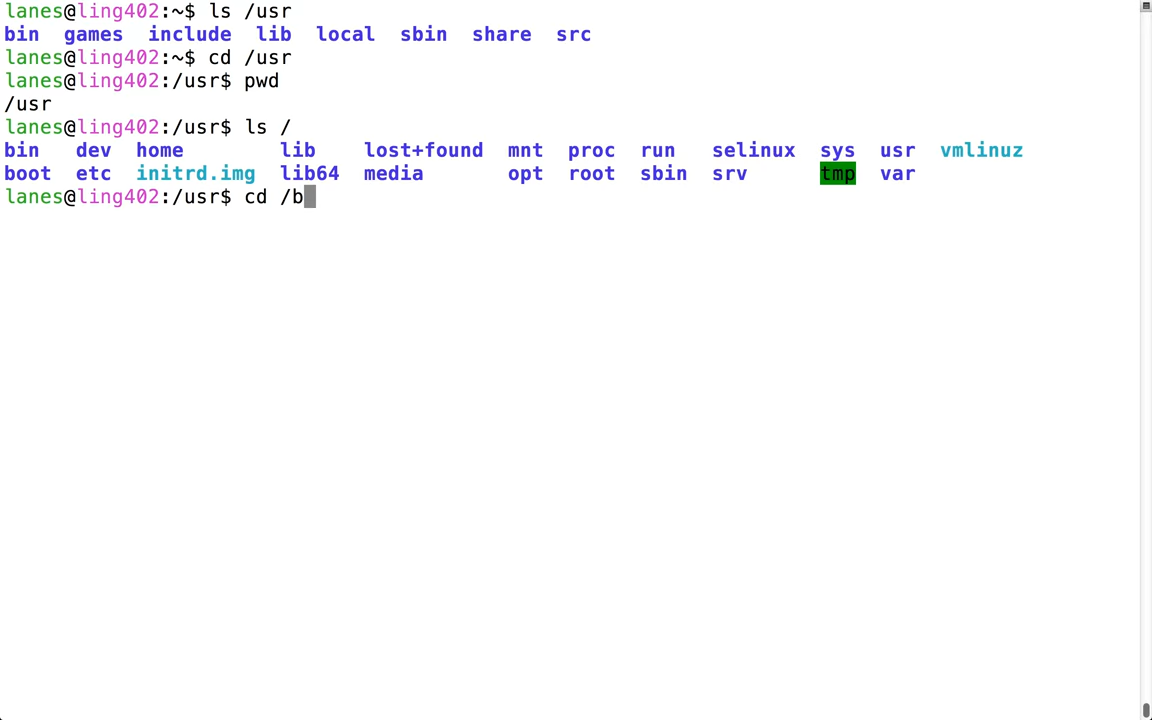 lanes@ling402:~$ ls /usr
bin  games  include  lib  local  sbin  share  src
lanes@ling402:~$ cd /usr
lanes@ling402:/usr$ pwd
/usr
lanes@ling402:/usr$ ls /
bin   dev  home        lib    lost+found  mnt  proc  run   selinux  sys  usr  vmlinuz
boot  etc  initrd.img  lib64  media       opt  root  sbin  srv      tmp  var
lanes@ling402:/usr$ cd /b